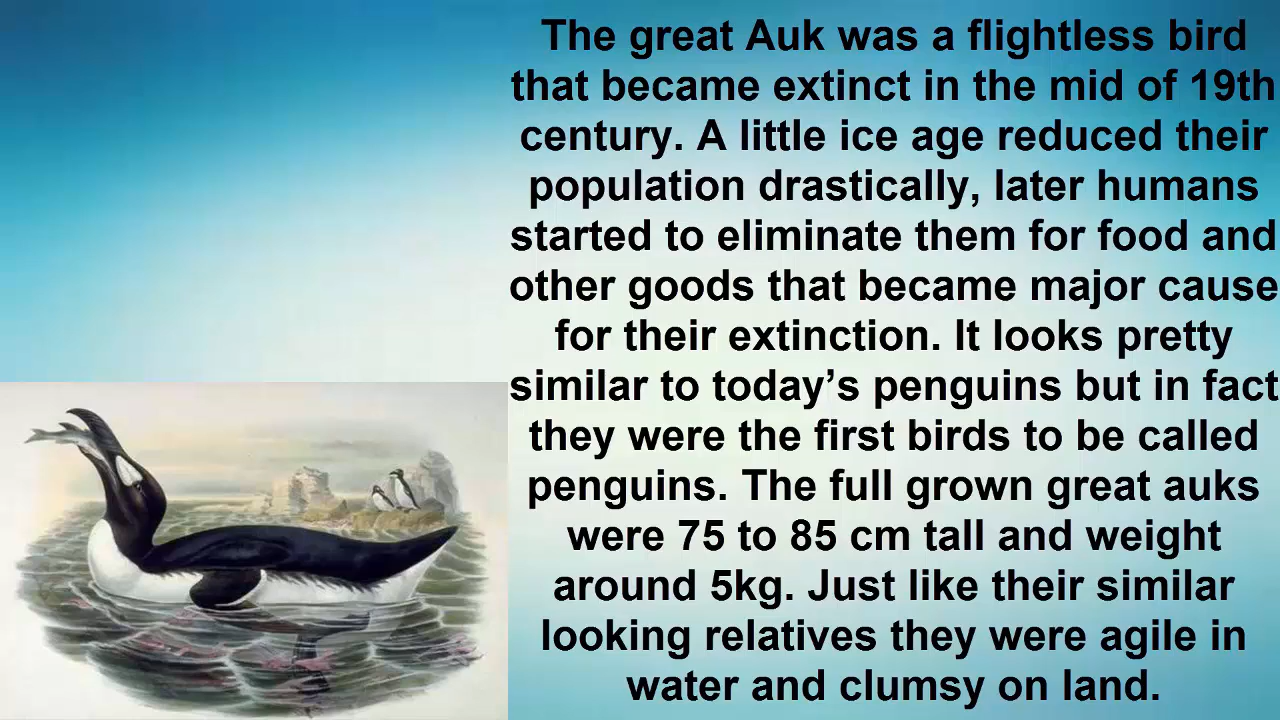 The great Auk was a flightless bird
that became extinct in the mid of 19th
century. A little ice age reduced their
population drastically, later humans
started to eliminate them for food and
other goods that became major cause
for their extinction. It looks pretty
similar to today’s penguins but in fact
they were the first birds to be called
penguins. The full grown great auks
were 75 to 85 cm tall and weight
around 5kg. Just like their similar
looking relatives they were agile in
water and clumsy on land.